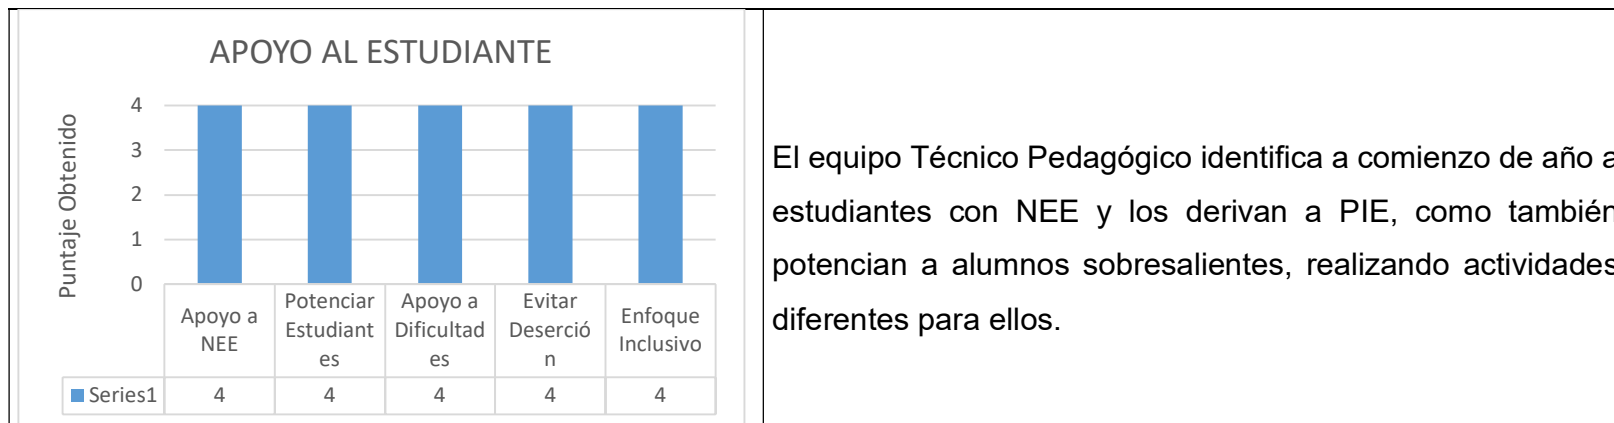 APOYO AL ESTUDIANTE
Puntaje Obtenido
4
3
2
1
0
Apoyo a
NEE
Potenciar
Estudiant
es
Apoyo a
Dificultad
es
Evitar
Deserció
n
Enfoque
Inclusivo
Series1 4 4 4 4 4
El equipo Técnico Pedagógico identifica a comienzo de año a
estudiantes con NEE y los derivan a PIE, como también
potencian a alumnos sobresalientes, realizando actividades
diferentes para ellos.